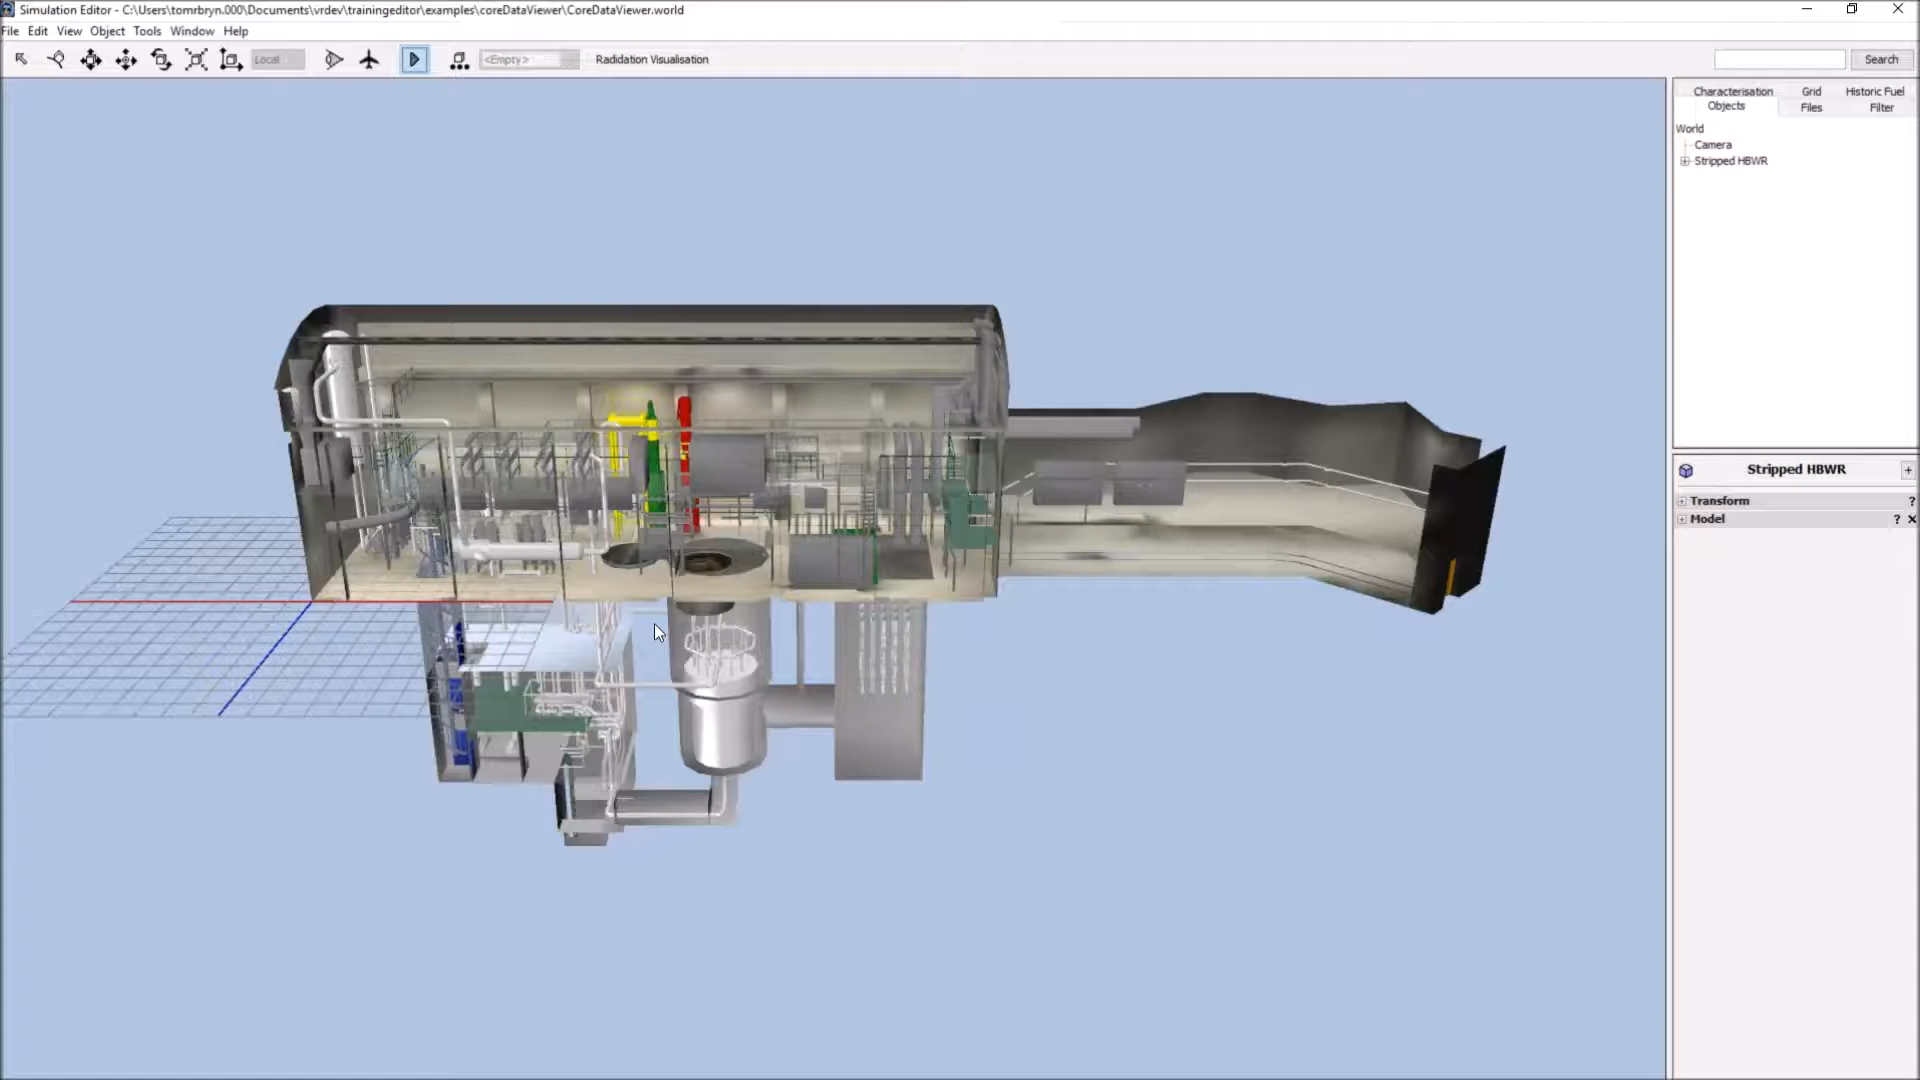 Simulation Editor - C:\Users\tomrbryn.000\Documents\vrdev\trainingeditor\examples\coreDataViewer\CoreDataViewer.world
File Edit View Object Tools Window Help
Local <Empty> Radidation Visualisation Search
Characterisation Grid Historic Fuel
Objects Files Filter
World
Camera
Stripped HBWR
Stripped HBWR +
Transform ?
Model ? x